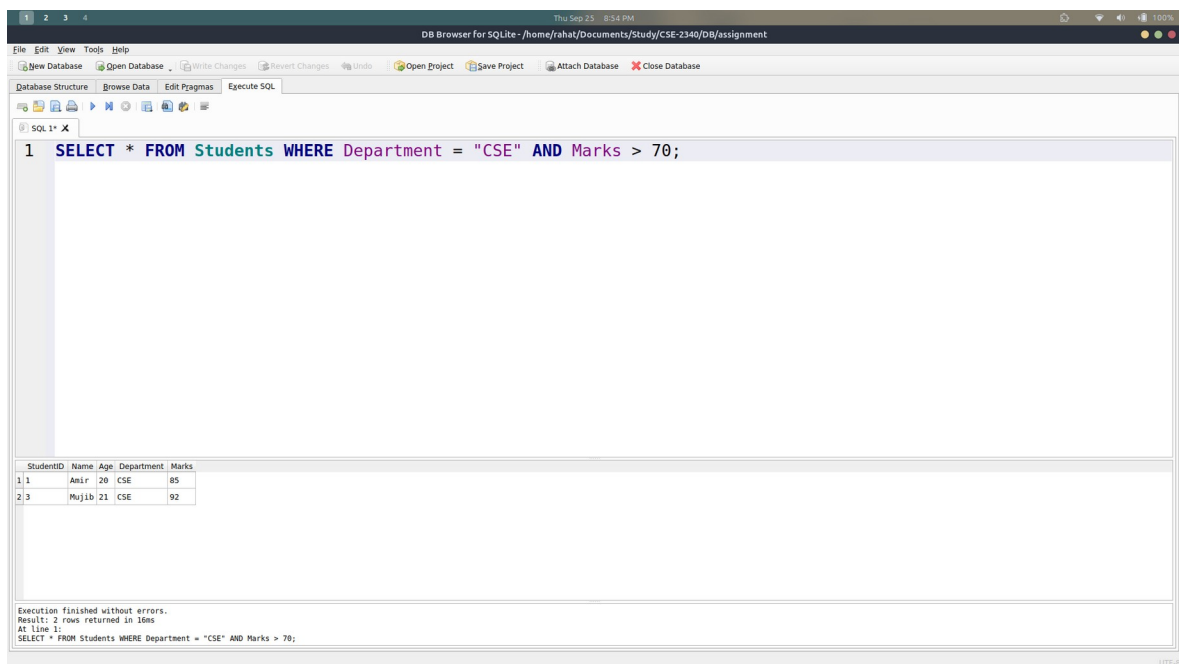 1 2 3 4 Thu Sep 25 8:54 PM 100%
DB Browser for SQLite - /home/rahat/Documents/Study/CSE-2340/DB/assignment
File Edit View Tools Help
New Database Open Database Write Changes Revert Changes Undo Open Project Save Project Attach Database Close Database
Database Structure Browse Data Edit Pragmas Execute SQL
SQL 1*
1 SELECT * FROM Students WHERE Department = "CSE" AND Marks > 70;
StudentID Name Age Department Marks
1 1 Amir 20 CSE 85
2 3 Mujib 21 CSE 92
Execution finished without errors.
Result: 2 rows returned in 16ms
At line 1:
SELECT * FROM Students WHERE Department = "CSE" AND Marks > 70;